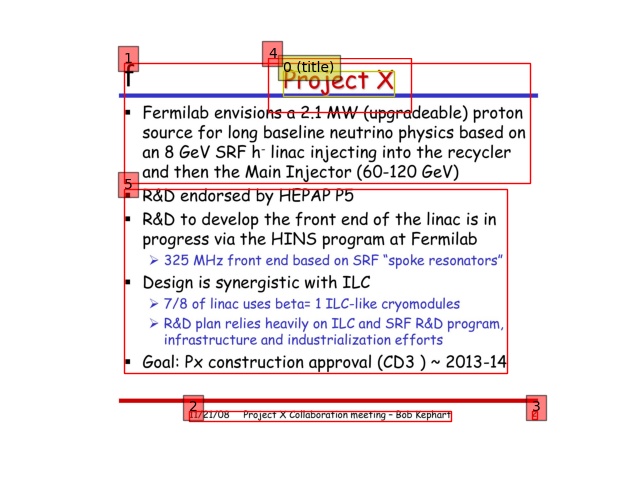 1
4
0 (title)
f
Project X
▪ Fermilab envisions a 2.1 MW (upgradeable) proton
source for long baseline neutrino physics based on
an 8 GeV SRF h- linac injecting into the recycler
and then the Main Injector (60-120 GeV)
5
▪ R&D endorsed by HEPAP P5
▪ R&D to develop the front end of the linac is in
progress via the HINS program at Fermilab
➢ 325 MHz front end based on SRF “spoke resonators”
▪ Design is synergistic with ILC
➢ 7/8 of linac uses beta= 1 ILC-like cryomodules
➢ R&D plan relies heavily on ILC and SRF R&D program,
infrastructure and industrialization efforts
▪ Goal: Px construction approval (CD3 ) ~ 2013-14
2
3
11/21/08 Project X Collaboration meeting – Bob Kephart